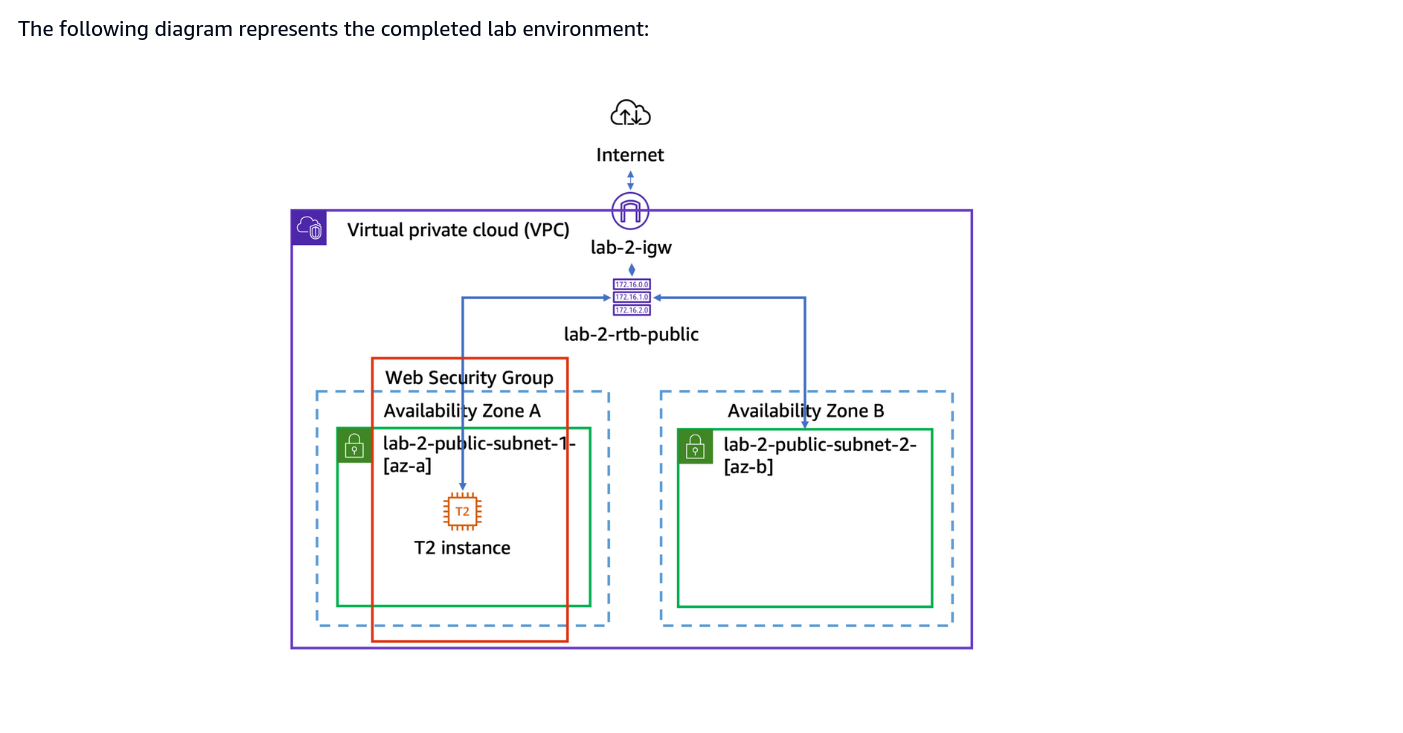 The following diagram represents the completed lab environment:
Internet
Virtual private cloud (VPC)
lab-2-igw
172.16.0.0
172.16.1.0
172.16.2.0
lab-2-rtb-public
Web Security Group
Availability Zone A
lab-2-public-subnet-1-
[az-a]
T2
T2 instance
Availability Zone B
lab-2-public-subnet-2-
[az-b]